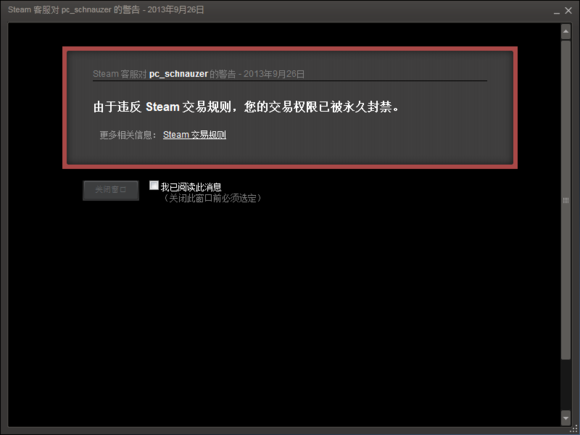 Steam 客服对 pc_schnauzer 的警告 - 2013年9月26日
Steam 客服对 pc_schnauzer 的警告 - 2013年9月26日
由于违反 Steam 交易规则，您的交易权限已被永久封禁。
更多相关信息： Steam 交易规则
关闭窗口 我已阅读此消息
（关闭此窗口前必须选定）